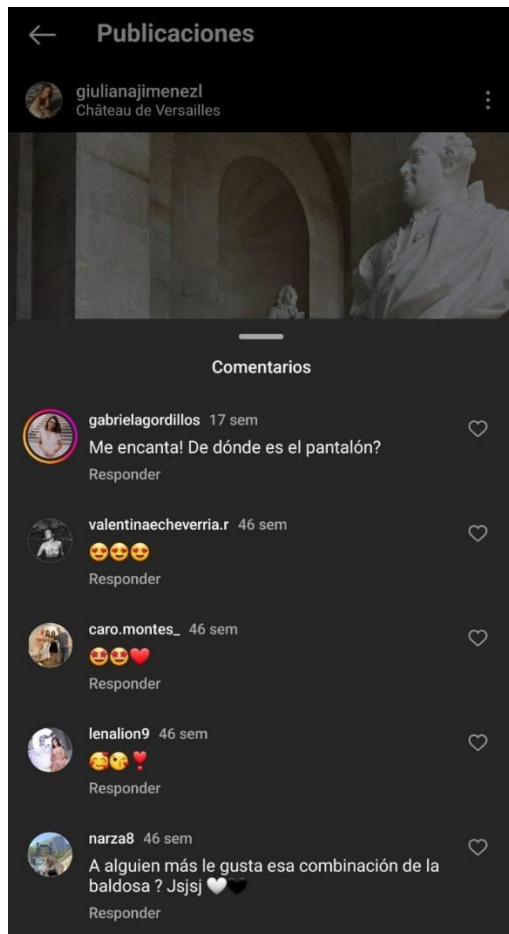 Publicaciones
giulianajimenezl
Château de Versailles
Comentarios
gabrielagordillos 17 sem
Me encanta! De dónde es el pantalón?
Responder
valentinaecheverria.r 46 sem
😍😍😍
Responder
caro.montes_ 46 sem
🤩🤩❤️
Responder
lenalion9 46 sem
🥰😘❣️
Responder
narza8 46 sem
A alguien más le gusta esa combinación de la
baldosa ? Jsjsj 🤍🖤
Responder